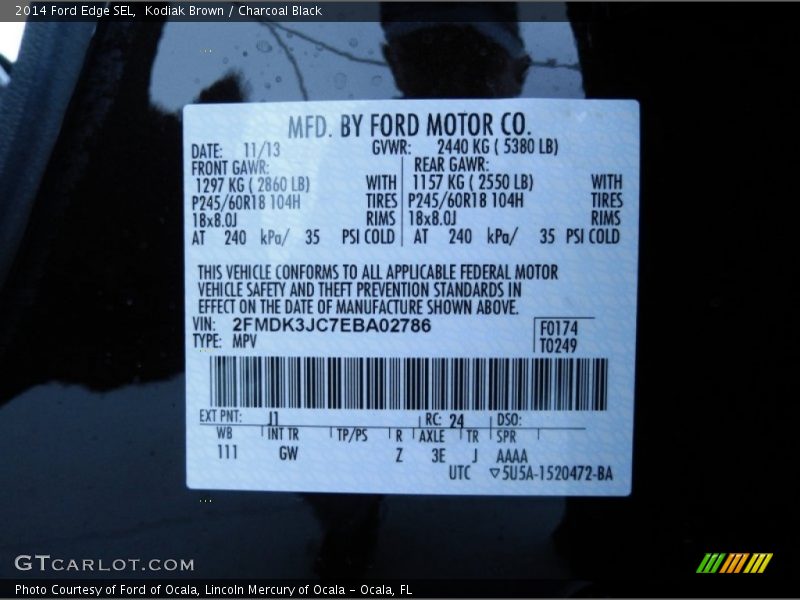 2014 Ford Edge SEL, Kodiak Brown / Charcoal Black
MFD. BY FORD MOTOR CO.
DATE: 11/13 GVWR: 2440 KG ( 5380 LB)
FRONT GAWR: REAR GAWR:
1297 KG ( 2860 LB) WITH 1157 KG ( 2550 LB) WITH
P245/60R18 104H TIRES P245/60R18 104H TIRES
18x8.0J RIMS 18x8.0J RIMS
AT 240 kPa/ 35 PSI COLD AT 240 kPa/ 35 PSI COLD
THIS VEHICLE CONFORMS TO ALL APPLICABLE FEDERAL MOTOR
VEHICLE SAFETY AND THEFT PREVENTION STANDARDS IN
EFFECT ON THE DATE OF MANUFACTURE SHOWN ABOVE.
VIN: 2FMDK3JC7EBA02786 F0174
TYPE: MPV T0249
EXT PNT: J1 RC: 24 DSO:
WB INT TR TP/PS R AXLE TR SPR
111 GW Z 3E J AAAA
UTC ▽5U5A-1520472-BA
GTCARLOT.COM
Photo Courtesy of Ford of Ocala, Lincoln Mercury of Ocala - Ocala, FL